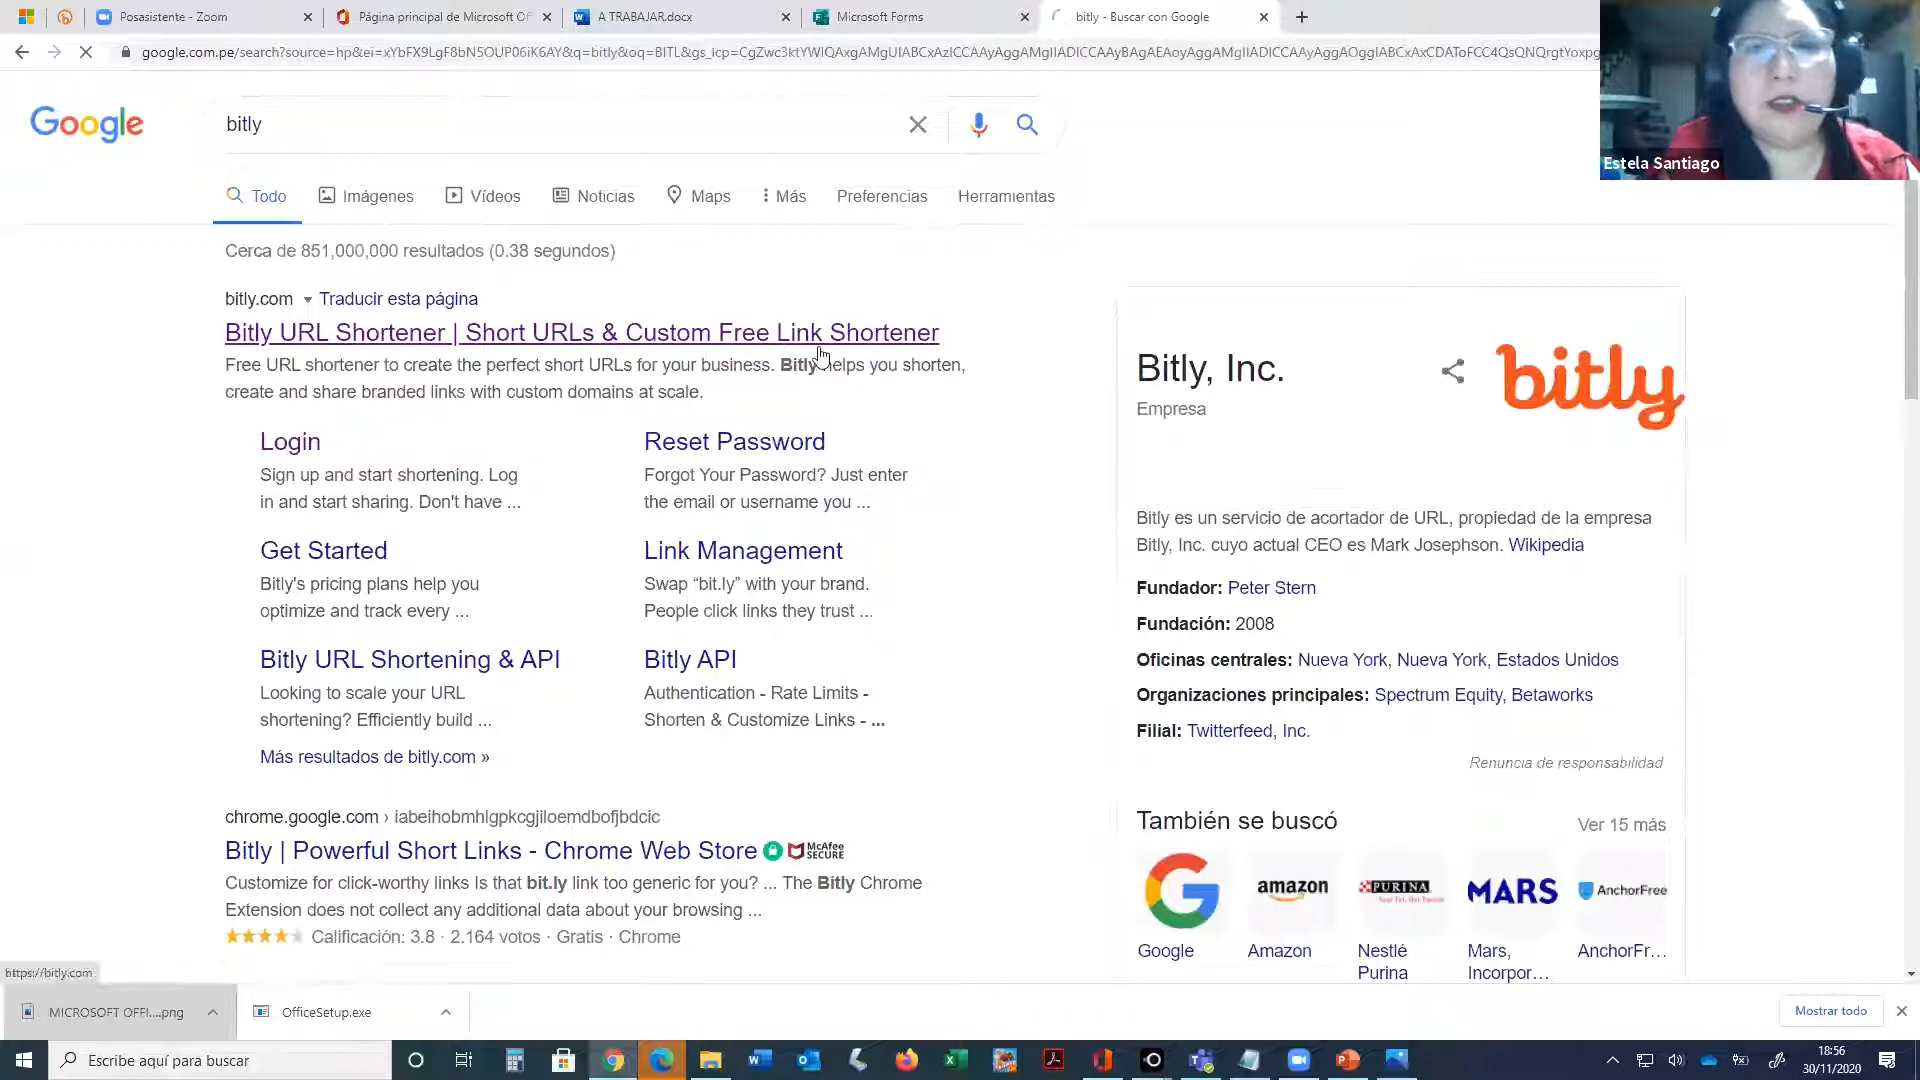 Posasistente - Zoom
Página principal de Microsoft Of
A TRABAJAR.docx
Microsoft Forms
bitly - Buscar con Google
google.com.pe/search?source=hp&ei=xYbFX9LgF8bN5OUP06iK6AY&q=bitly&oq=BITL&gs_lcp=
Estela Santiago
Google
bitly
Todo
Imágenes
Vídeos
Noticias
Maps
Más
Preferencias
Herramientas
Cerca de 851,000,000 resultados (0.38 segundos)
bitly.com Traducir esta página
Bitly URL Shortener | Short URLs & Custom Free Link Shortener
Free URL shortener to create the perfect short URLs for your business. Bitly helps you shorten,
create and share branded links with custom domains at scale.
Login
Sign up and start shortening. Log
in and start sharing. Don't have ...
Reset Password
Forgot Your Password? Just enter
the email or username you ...
Get Started
Bitly's pricing plans help you
optimize and track every ...
Link Management
Swap “bit.ly” with your brand.
People click links they trust ...
Bitly URL Shortening & API
Looking to scale your URL
shortening? Efficiently build ...
Bitly API
Authentication - Rate Limits -
Shorten & Customize Links - ...
Más resultados de bitly.com »
chrome.google.com › iabeihobmhlgpkcgjiloemdbofjbdcic
Bitly | Powerful Short Links - Chrome Web Store
McAfee
SECURE
Customize for click-worthy links Is that bit.ly link too generic for you? ... The Bitly Chrome
Extension does not collect any additional data about your browsing ...
Calificación: 3.8 · 2.164 votos · Gratis · Chrome
Bitly, Inc.
Empresa
bitly
Bitly es un servicio de acortador de URL, propiedad de la empresa
Bitly, Inc. cuyo actual CEO es Mark Josephson. Wikipedia
Fundador: Peter Stern
Fundación: 2008
Oficinas centrales: Nueva York, Nueva York, Estados Unidos
Organizaciones principales: Spectrum Equity, Betaworks
Filial: Twitterfeed, Inc.
Renuncia de responsabilidad
También se buscó
Ver 15 más
amazon
PURINA
MARS
AnchorFree
Google
Amazon
Nestlé
Purina
Mars,
Incorpor...
AnchorFr...
https://bitly.com
MICROSOFT OFFI....png
OfficeSetup.exe
Mostrar todo
Escribe aquí para buscar
18:56
30/11/2020